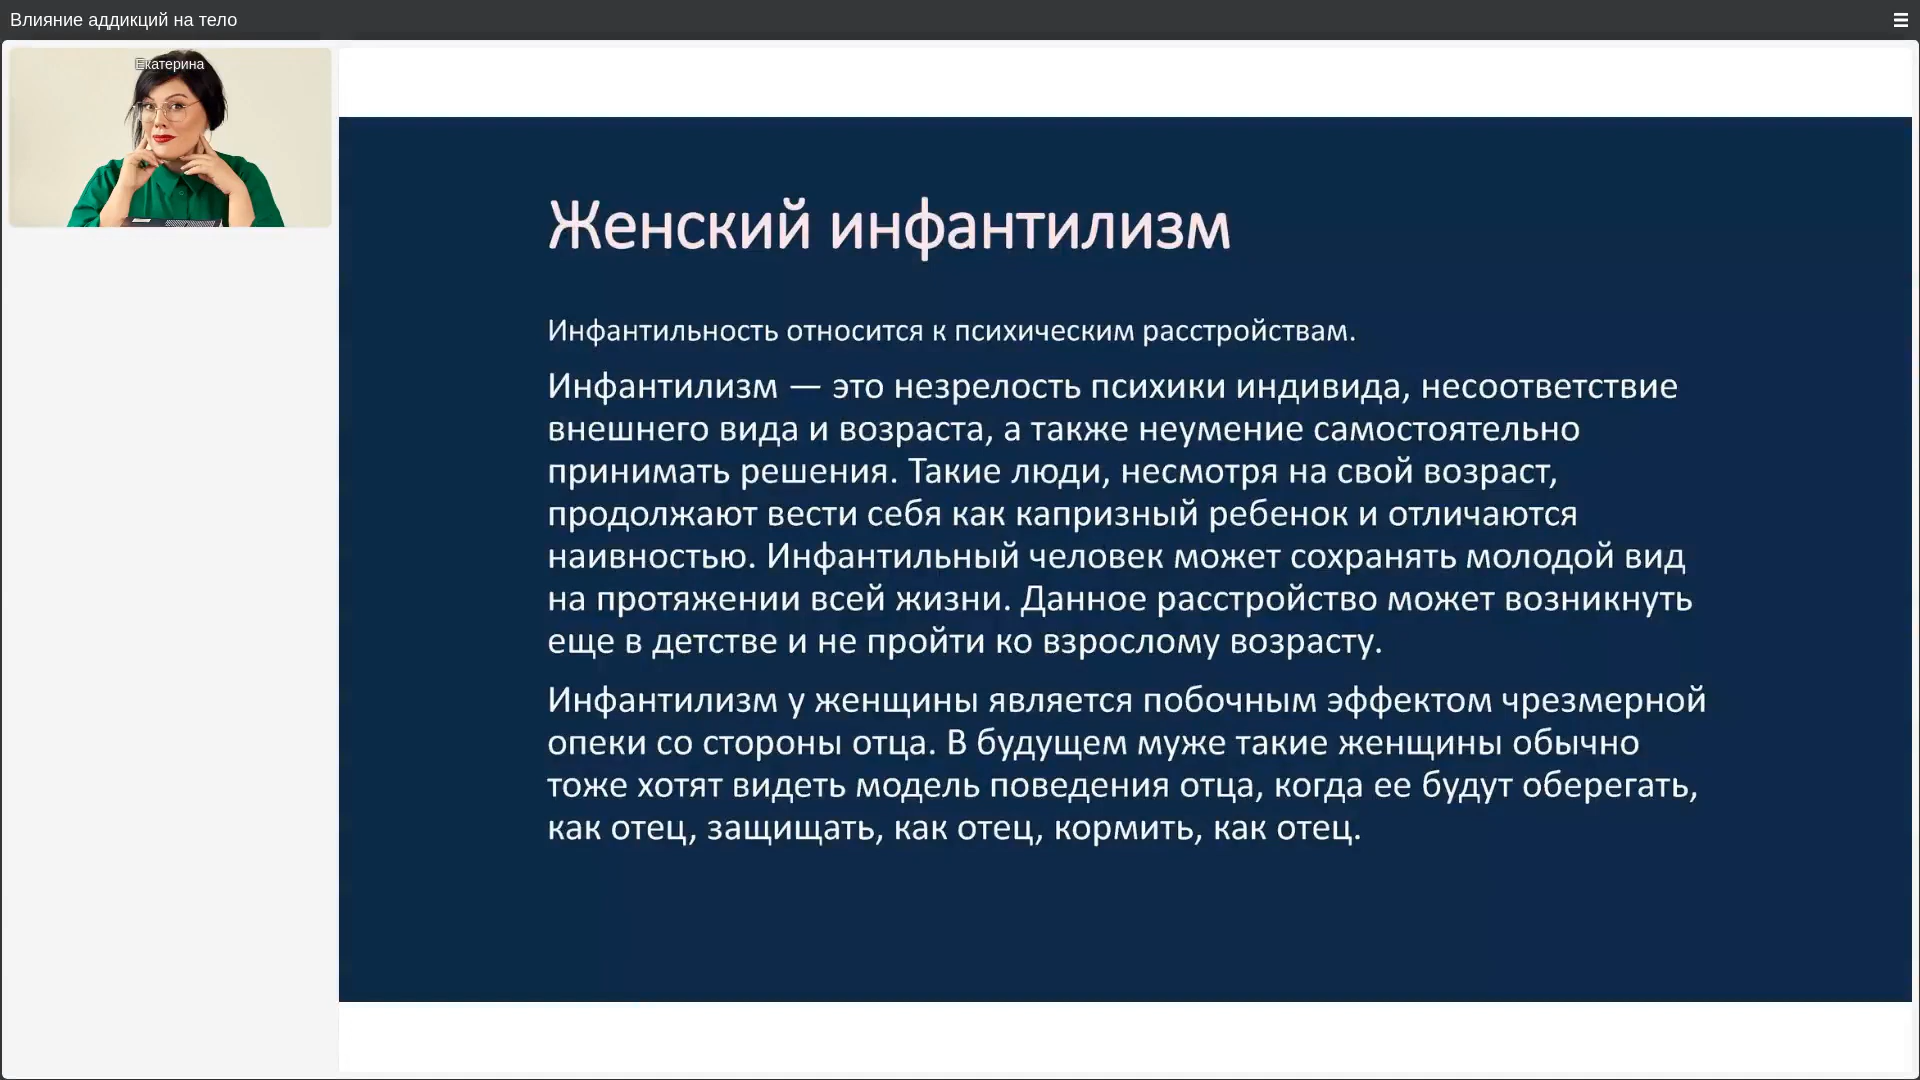 Влияние аддикций на тело
Екатерина
Женский инфантилизм
Инфантильность относится к психическим расстройствам.
Инфантилизм — это незрелость психики индивида, несоответствие
внешнего вида и возраста, а также неумение самостоятельно
принимать решения. Такие люди, несмотря на свой возраст,
продолжают вести себя как капризный ребенок и отличаются
наивностью. Инфантильный человек может сохранять молодой вид
на протяжении всей жизни. Данное расстройство может возникнуть
еще в детстве и не пройти ко взрослому возрасту.
Инфантилизм у женщины является побочным эффектом чрезмерной
опеки со стороны отца. В будущем муже такие женщины обычно
тоже хотят видеть модель поведения отца, когда ее будут оберегать,
как отец, защищать, как отец, кормить, как отец.